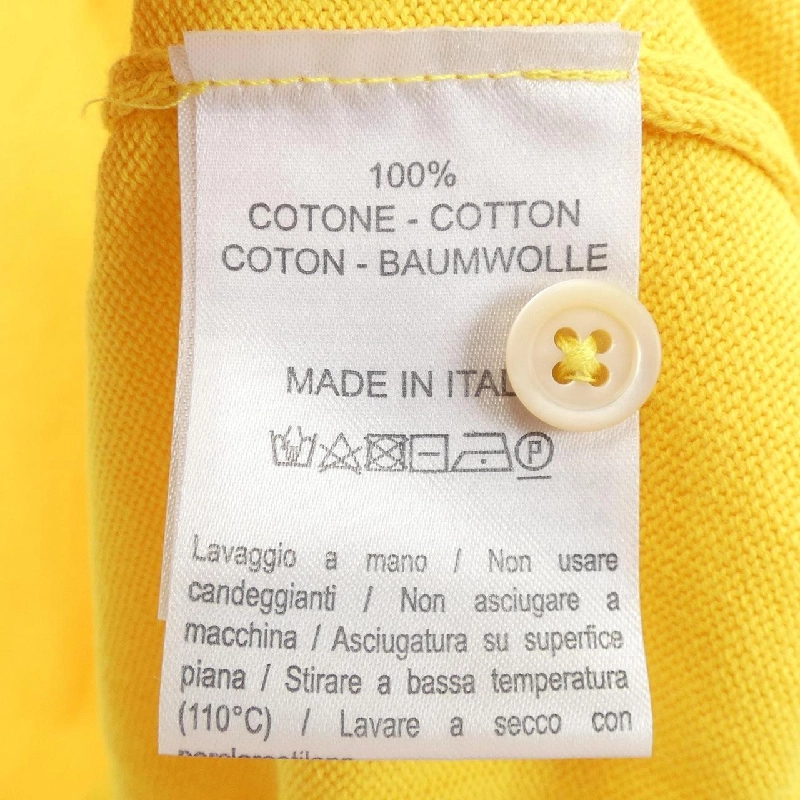 100%
COTONE - COTTON
COTON - BAUMWOLLE
MADE IN ITAL
P
Lavaggio a mano / Non usare
candeggianti / Non asciugare a
macchina / Asciugatura su superfice
piana / Stirare a bassa temperatura
(110°C) / Lavare a secco con